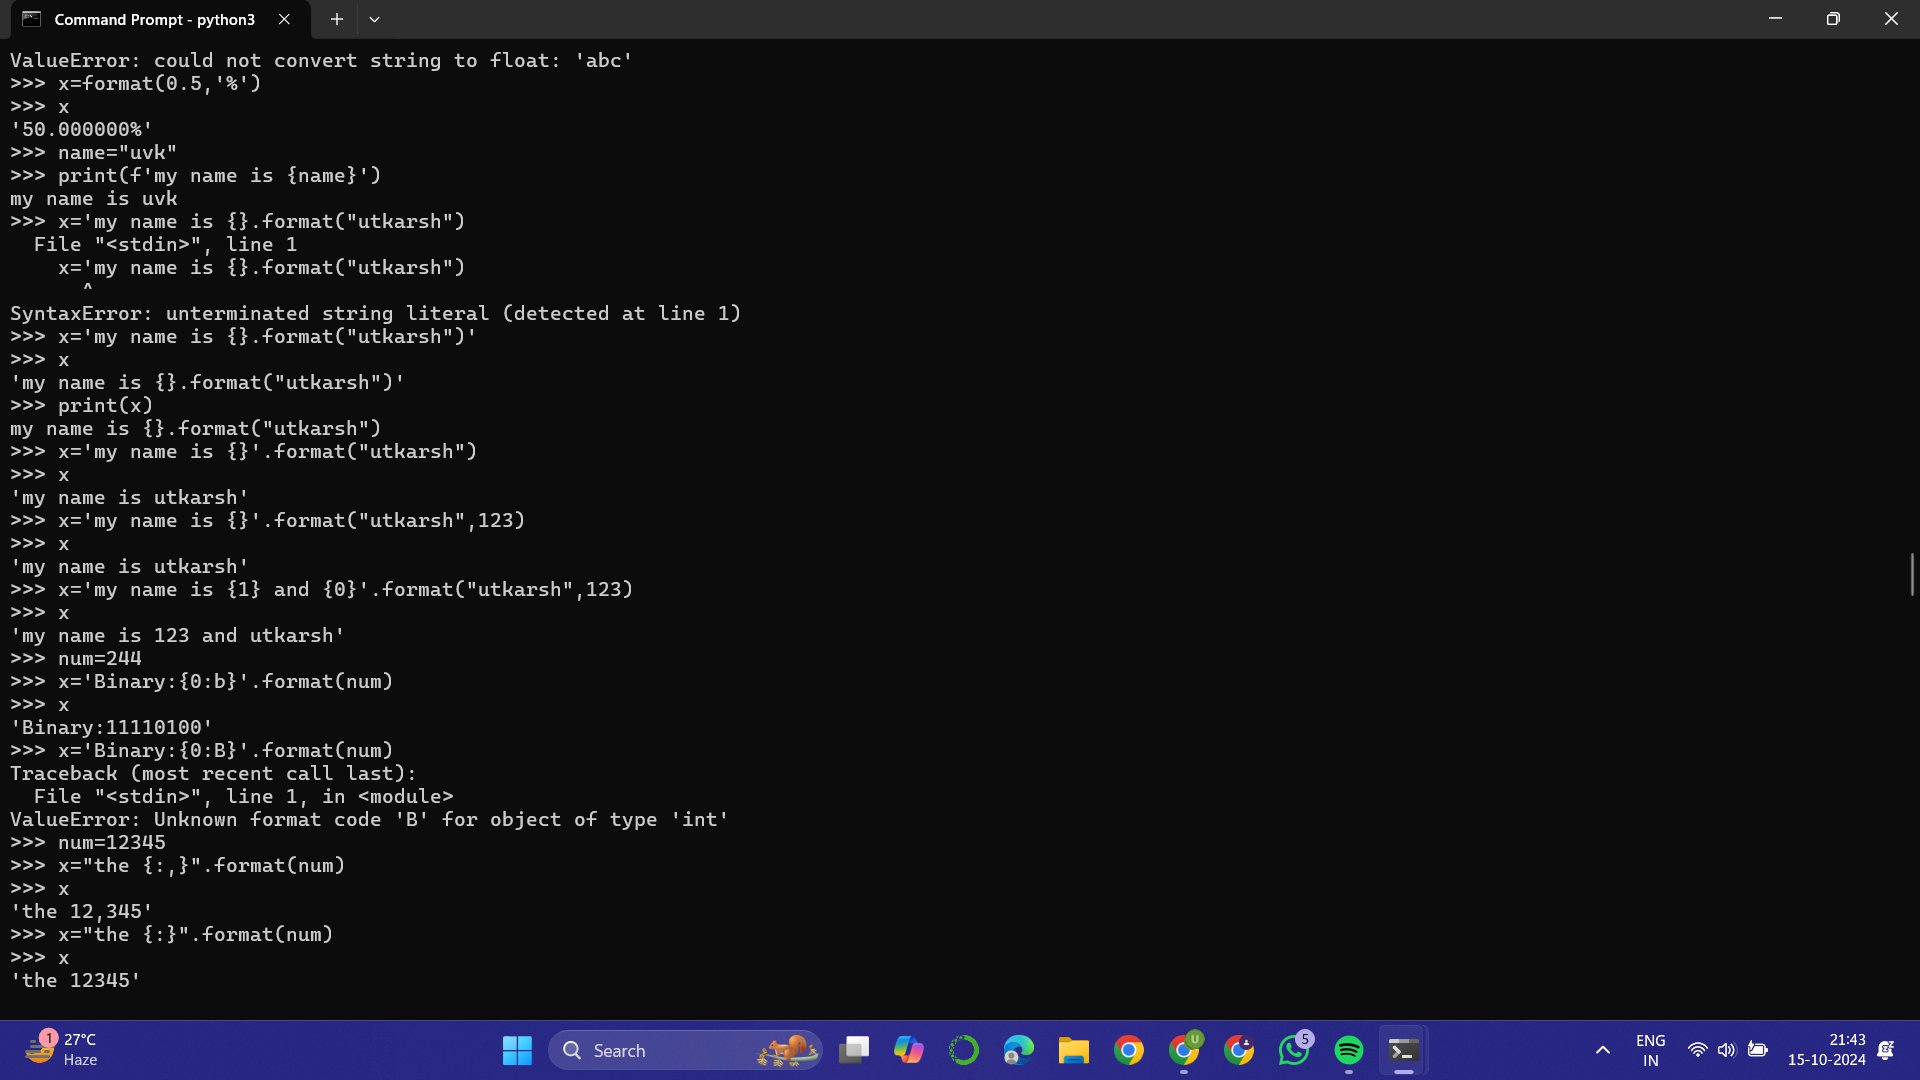 Command Prompt - python3
ValueError: could not convert string to float: 'abc'
>>> x=format(0.5,'%')
>>> x
'50.000000%'
>>> name="uvk"
>>> print(f'my name is {name}')
my name is uvk
>>> x='my name is {}.format("utkarsh")
  File "<stdin>", line 1
    x='my name is {}.format("utkarsh")
      ^
SyntaxError: unterminated string literal (detected at line 1)
>>> x='my name is {}.format("utkarsh")'
>>> x
'my name is {}.format("utkarsh")'
>>> print(x)
my name is {}.format("utkarsh")
>>> x='my name is {}'.format("utkarsh")
>>> x
'my name is utkarsh'
>>> x='my name is {}'.format("utkarsh",123)
>>> x
'my name is utkarsh'
>>> x='my name is {1} and {0}'.format("utkarsh",123)
>>> x
'my name is 123 and utkarsh'
>>> num=244
>>> x='Binary:{0:b}'.format(num)
>>> x
'Binary:11110100'
>>> x='Binary:{0:B}'.format(num)
Traceback (most recent call last):
  File "<stdin>", line 1, in <module>
ValueError: Unknown format code 'B' for object of type 'int'
>>> num=12345
>>> x="the {:,}".format(num)
>>> x
'the 12,345'
>>> x="the {:}".format(num)
>>> x
'the 12345'
1
27°C
Haze
Search
U
5
ENG
IN
21:43
15-10-2024